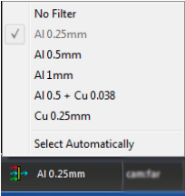 No Filter
Al 0.25mm
Al 0.5mm
Al 1mm
Al 0.5 + Cu 0.038
Cu 0.25mm
Select Automatically
Al 0.25mm
cam:far